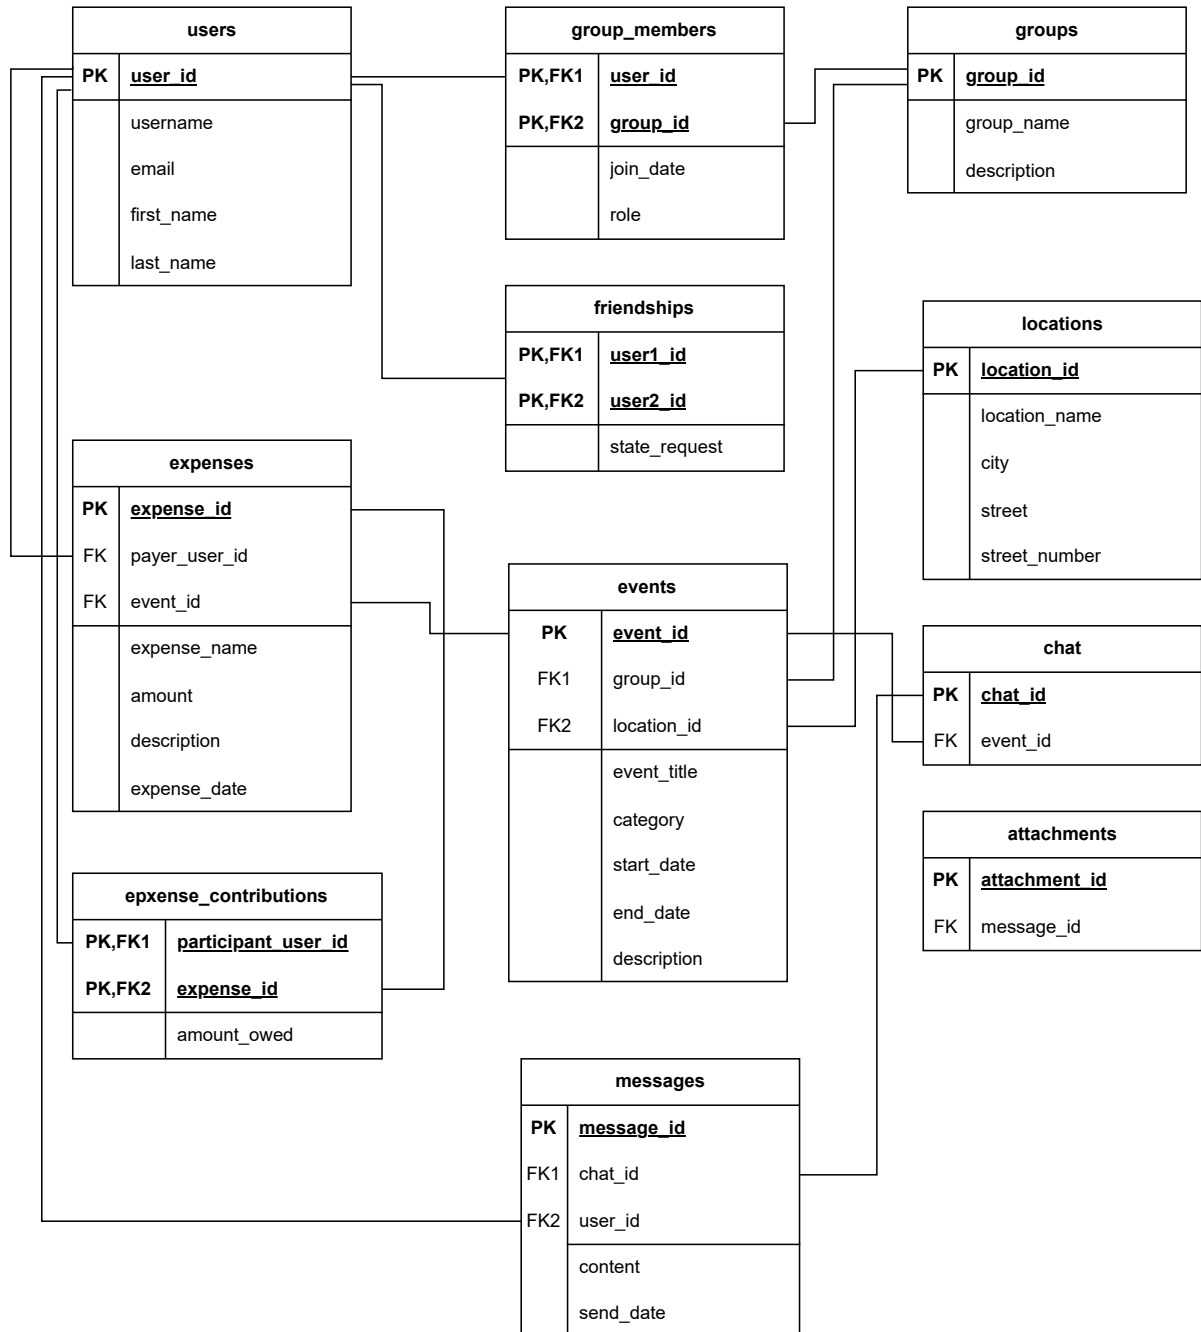 users
PK user_id
username
email
first_name
last_name
group_members
PK,FK1 user_id
PK,FK2 group_id
join_date
role
groups
PK group_id
group_name
description
friendships
PK,FK1 user1_id
PK,FK2 user2_id
state_request
locations
PK location_id
location_name
city
street
street_number
expenses
PK expense_id
FK payer_user_id
FK event_id
expense_name
amount
description
expense_date
events
PK event_id
FK1 group_id
FK2 location_id
event_title
category
start_date
end_date
description
chat
PK chat_id
FK event_id
attachments
PK attachment_id
FK message_id
epxense_contributions
PK,FK1 participant_user_id
PK,FK2 expense_id
amount_owed
messages
PK message_id
FK1 chat_id
FK2 user_id
content
send_date